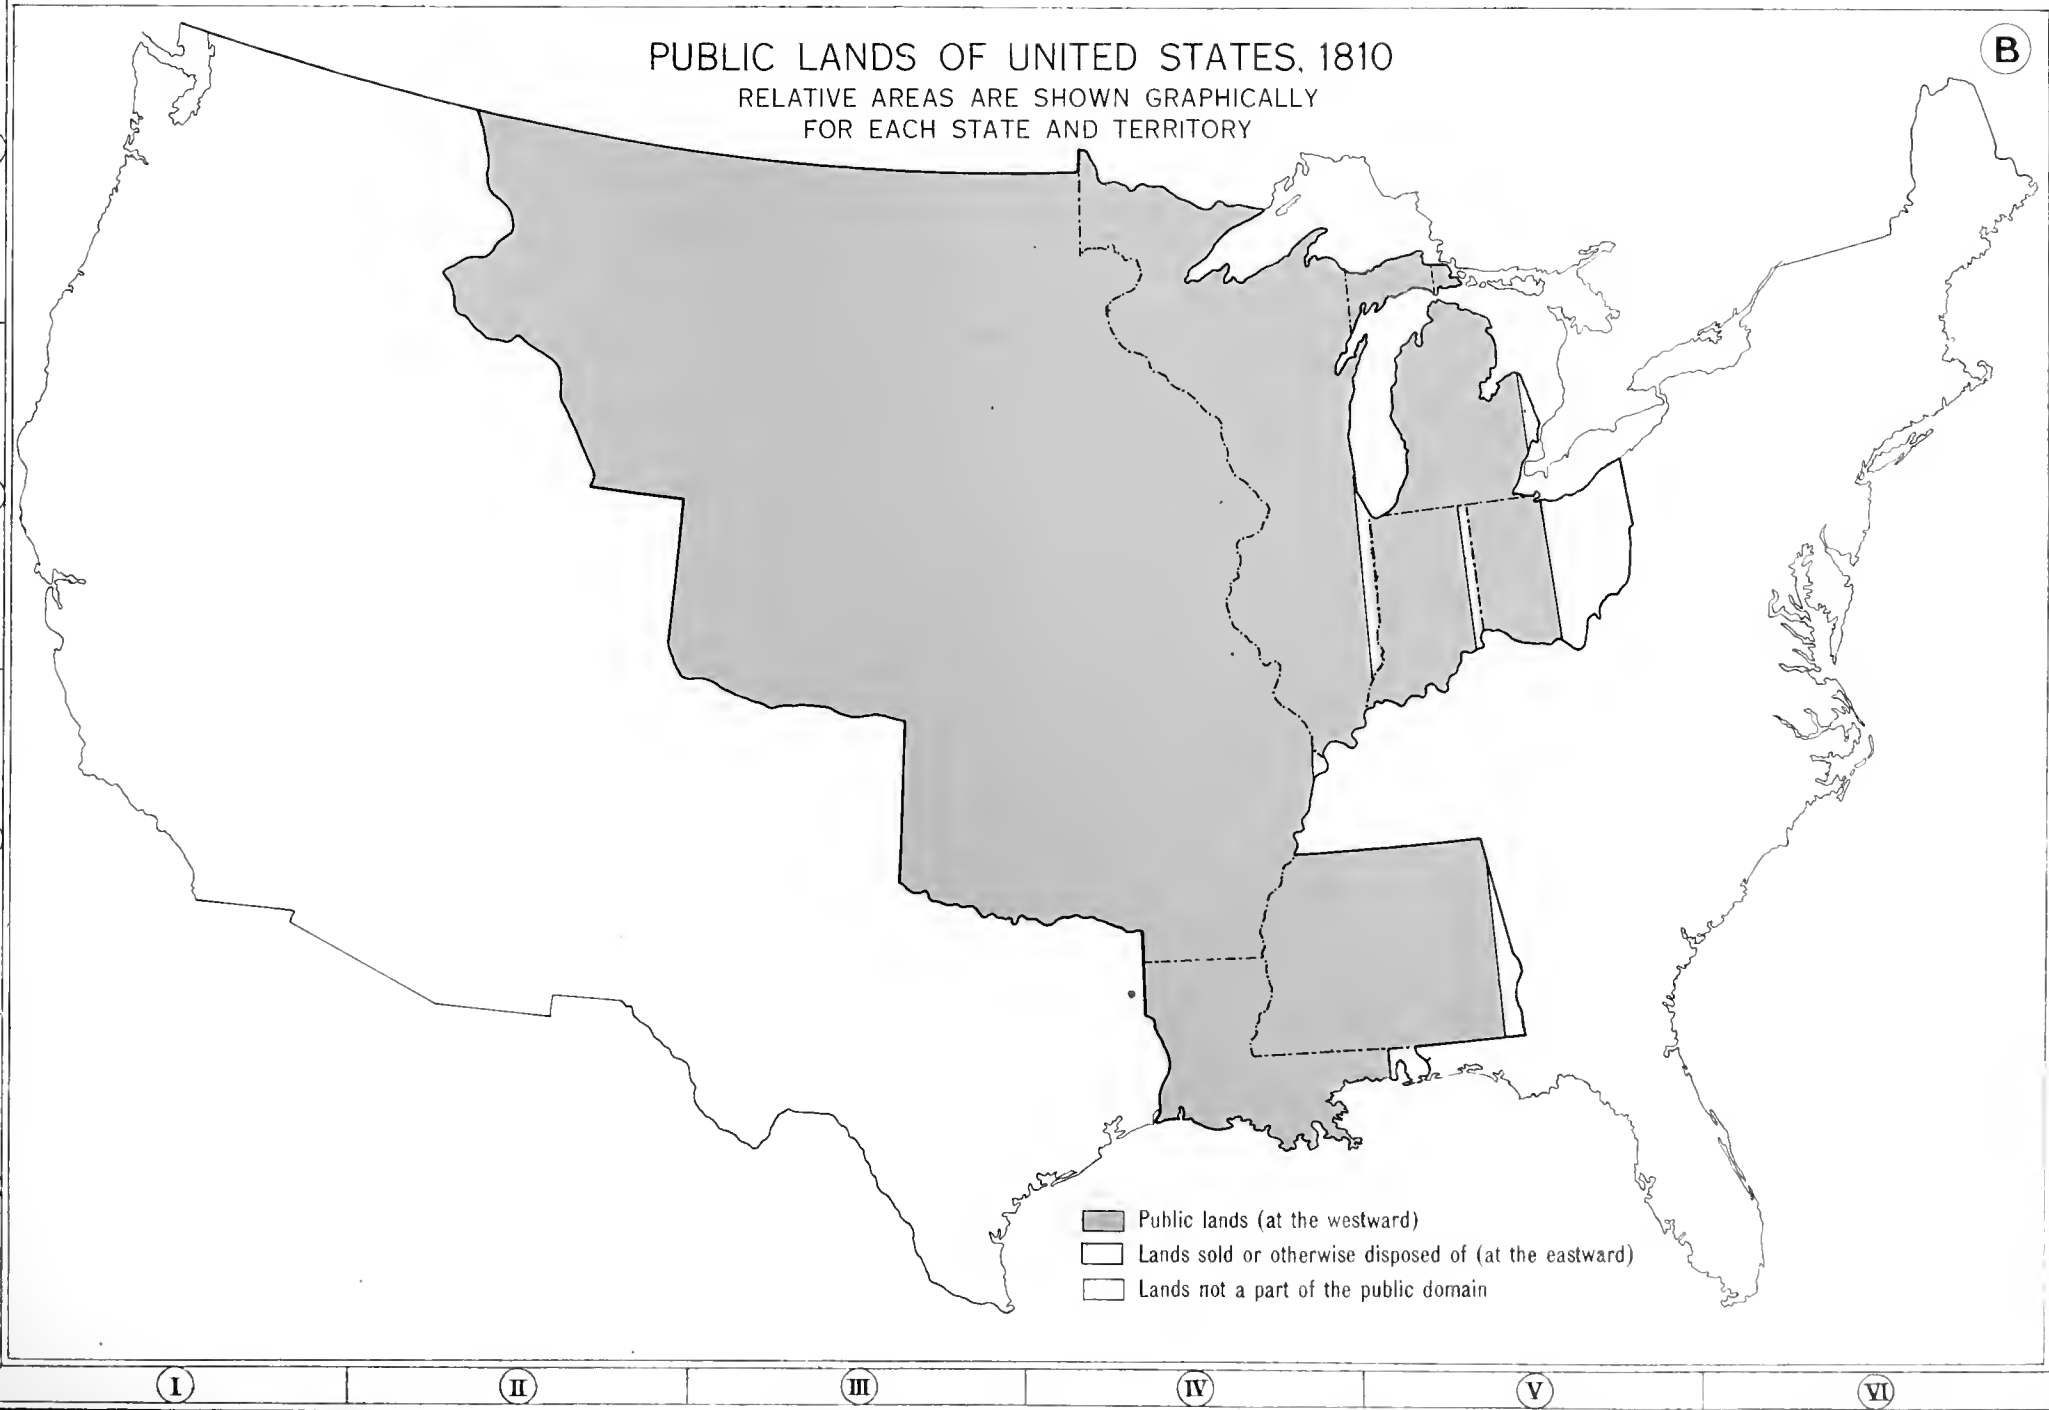 PUBLIC LANDS OF UNITED STATES, 1810
B
RELATIVE AREAS ARE SHOWN GRAPHICALLY
FOR EACH STATE AND TERRITORY
Public lands (at the westward)
Lands sold or otherwise disposed of (at the eastward)
Lands not a part of the public domain
I
II
III
IV
V
VI